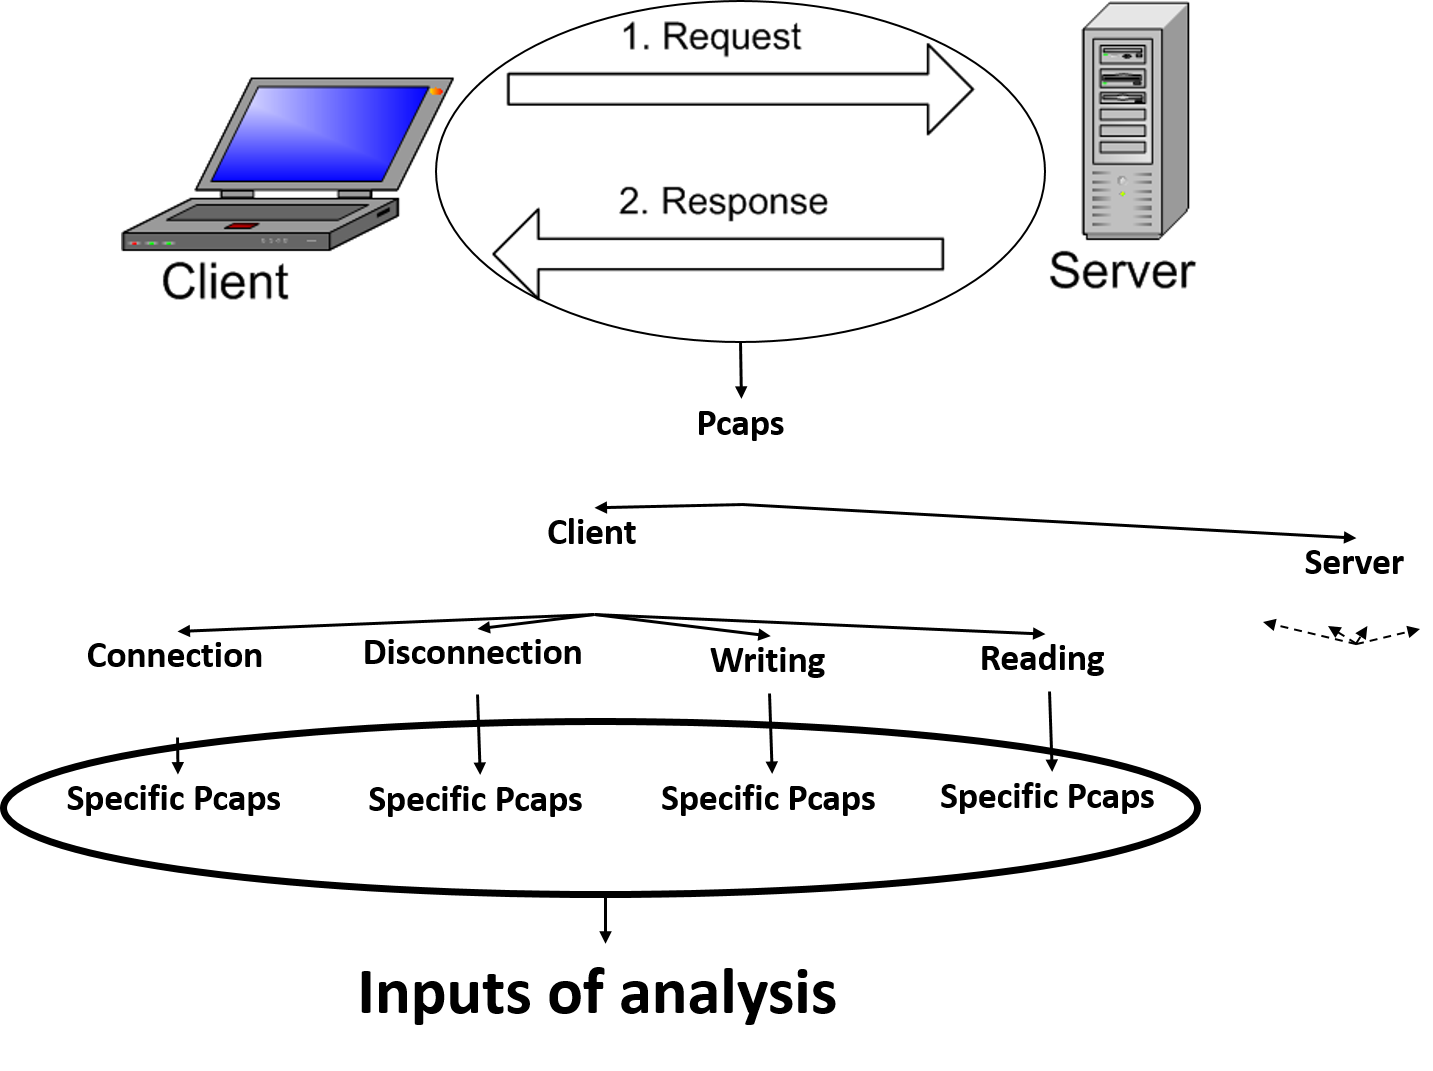 1. Request
2. Response
Client
Server
Pcaps
Client
Server
Connection
Disconnection
Writing
Reading
Specific Pcaps
Specific Pcaps
Specific Pcaps
Specific Pcaps
Inputs of analysis